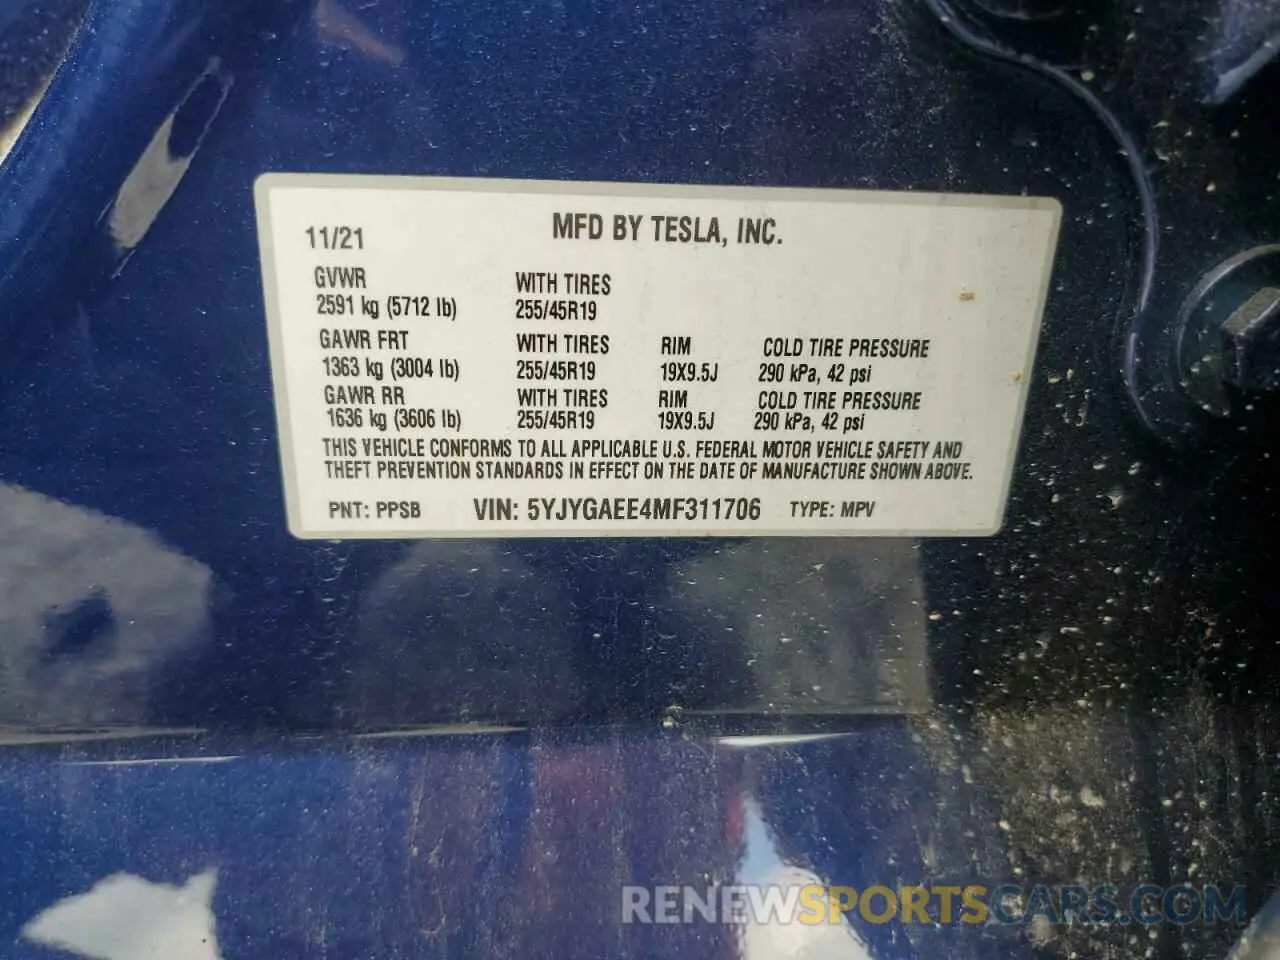 MFD BY TESLA, INC.
11/21
GVWR WITH TIRES
2591 kg (5712 lb) 255/45R19
GAWR FRT WITH TIRES RIM COLD TIRE PRESSURE
1363 kg (3004 lb) 255/45R19 19X9.5J 290 kPa, 42 psi
GAWR RR WITH TIRES RIM COLD TIRE PRESSURE
1636 kg (3606 lb) 255/45R19 19X9.5J 290 kPa, 42 psi
THIS VEHICLE CONFORMS TO ALL APPLICABLE U.S. FEDERAL MOTOR VEHICLE SAFETY AND
THEFT PREVENTION STANDARDS IN EFFECT ON THE DATE OF MANUFACTURE SHOWN ABOVE.
PNT: PPSB VIN: 5YJYGAEE4MF311706 TYPE: MPV
RENEWSPORTSCARS.COM